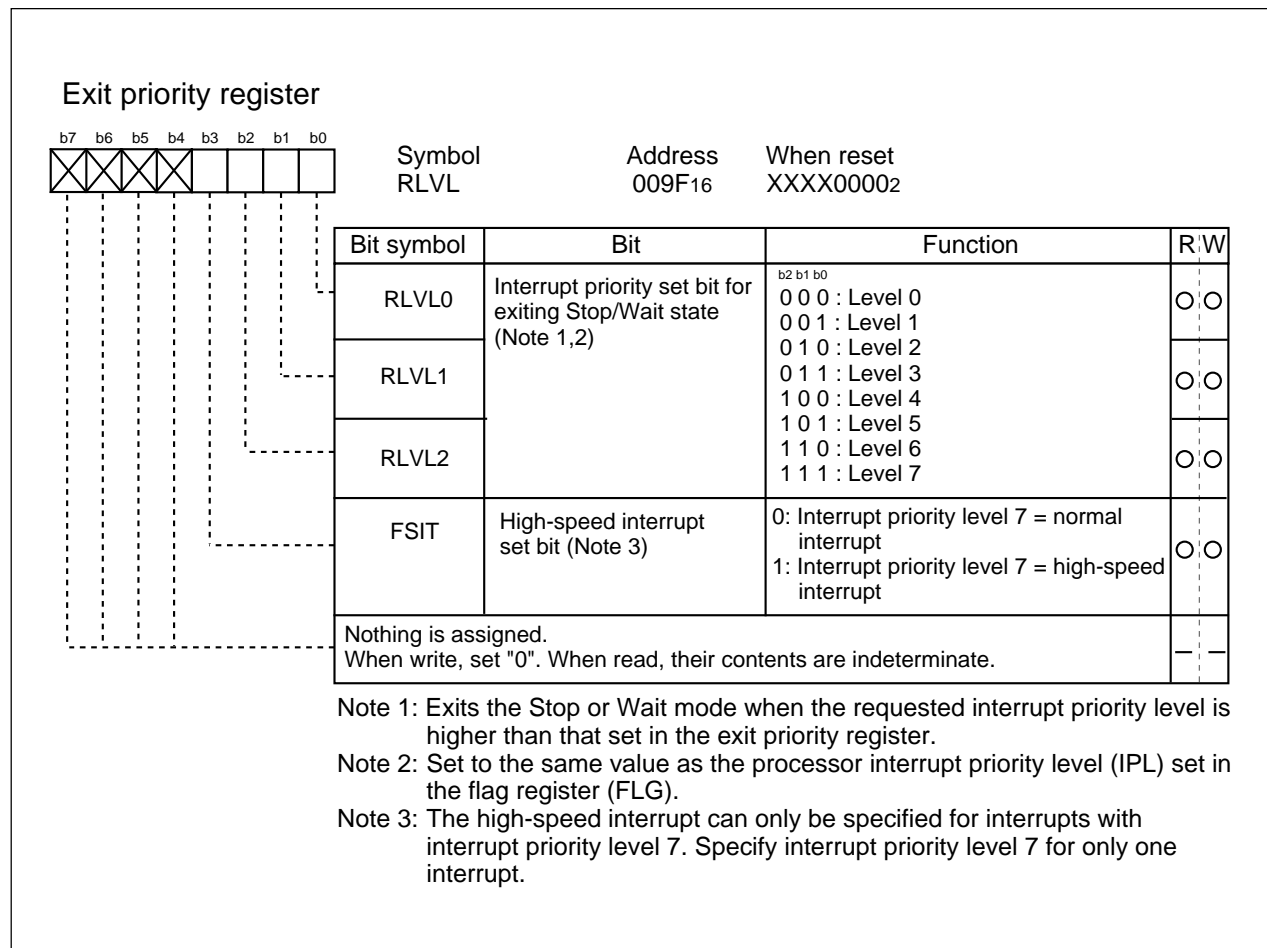 Exit priority register
b7 b6 b5 b4 b3 b2 b1 b0
Symbol Address When reset
RLVL 009F16 XXXX00002
Bit symbol Bit Function R W
RLVL0
Interrupt priority set bit for
exiting Stop/Wait state
(Note 1,2)
b2 b1 b0
0 0 0 : Level 0
0 0 1 : Level 1
0 1 0 : Level 2
0 1 1 : Level 3
1 0 0 : Level 4
1 0 1 : Level 5
1 1 0 : Level 6
1 1 1 : Level 7
RLVL1
RLVL2
FSIT
High-speed interrupt
set bit (Note 3)
0: Interrupt priority level 7 = normal
interrupt
1: Interrupt priority level 7 = high-speed
interrupt
Nothing is assigned.
When write, set "0". When read, their contents are indeterminate.
Note 1: Exits the Stop or Wait mode when the requested interrupt priority level is
higher than that set in the exit priority register.
Note 2: Set to the same value as the processor interrupt priority level (IPL) set in
the flag register (FLG).
Note 3: The high-speed interrupt can only be specified for interrupts with
interrupt priority level 7. Specify interrupt priority level 7 for only one
interrupt.